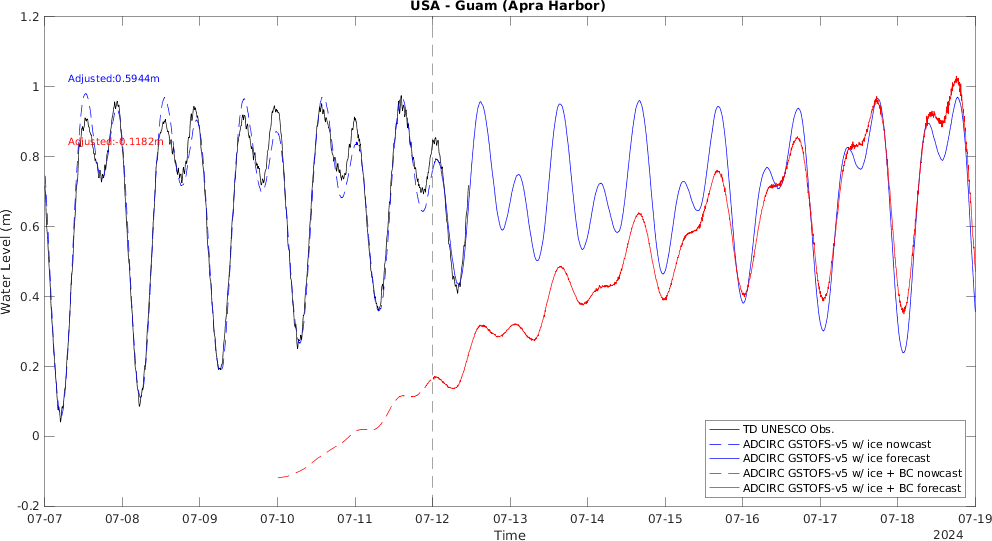 USA - Guam (Apra Harbor)
1.2
1
0.8
0.6
0.4
0.2
0
-0.2
Water Level (m)
Adjusted:0.5944m
Adjusted:-0.1182m
TD UNESCO Obs.
ADCIRC GSTOFS-v5 w/ ice nowcast
ADCIRC GSTOFS-v5 w/ ice forecast
ADCIRC GSTOFS-v5 w/ ice + BC nowcast
ADCIRC GSTOFS-v5 w/ ice + BC forecast
07-07 07-08 07-09 07-10 07-11 07-12 07-13 07-14 07-15 07-16 07-17 07-18 07-19
Time
2024